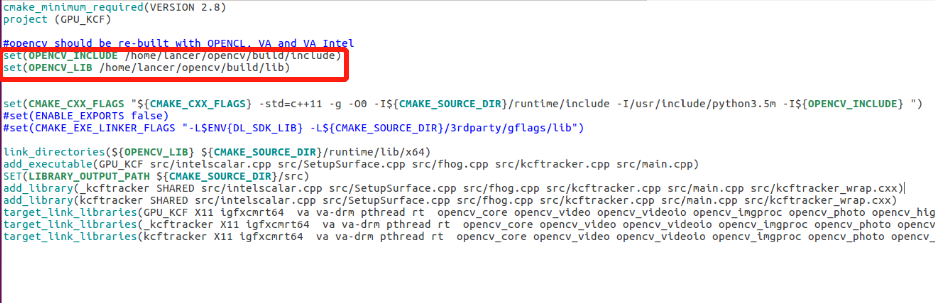 cmake_minimum_required(VERSION 2.8)
project (GPU_KCF)
#opencv should be re-built with OPENCL, VA and VA Intel
set(OPENCV_INCLUDE /home/lancer/opencv/build/include)
set(OPENCV_LIB /home/lancer/opencv/build/lib)
set(CMAKE_CXX_FLAGS "${CMAKE_CXX_FLAGS} -std=c++11 -g -O0 -I${CMAKE_SOURCE_DIR}/runtime/include -I/usr/include/python3.5m -I${OPENCV_INCLUDE} ")
#set(ENABLE_EXPORTS false)
#set(CMAKE_EXE_LINKER_FLAGS "-L$ENV{DL_SDK_LIB} -L${CMAKE_SOURCE_DIR}/3rdparty/gflags/lib")
link_directories(${OPENCV_LIB} ${CMAKE_SOURCE_DIR}/runtime/lib/x64)
add_executable(GPU_KCF src/intelscalar.cpp src/SetupSurface.cpp src/fhog.cpp src/kcftracker.cpp src/main.cpp)
SET(LIBRARY_OUTPUT_PATH ${CMAKE_SOURCE_DIR}/src)
add_library(_kcftracker SHARED src/intelscalar.cpp src/SetupSurface.cpp src/fhog.cpp src/kcftracker.cpp src/main.cpp src/kcftracker_wrap.cxx)
add_library(kcftracker SHARED src/intelscalar.cpp src/SetupSurface.cpp src/fhog.cpp src/kcftracker.cpp src/main.cpp src/kcftracker_wrap.cxx)
target_link_libraries(GPU_KCF X11 igfxcmrt64 va va-drm pthread rt opencv_core opencv_video opencv_videoio opencv_imgproc opencv_photo opencv_hig
target_link_libraries(_kcftracker X11 igfxcmrt64 va va-drm pthread rt opencv_core opencv_video opencv_videoio opencv_imgproc opencv_photo opencv
target_link_libraries(kcftracker X11 igfxcmrt64 va va-drm pthread rt opencv_core opencv_video opencv_videoio opencv_imgproc opencv_photo opencv_